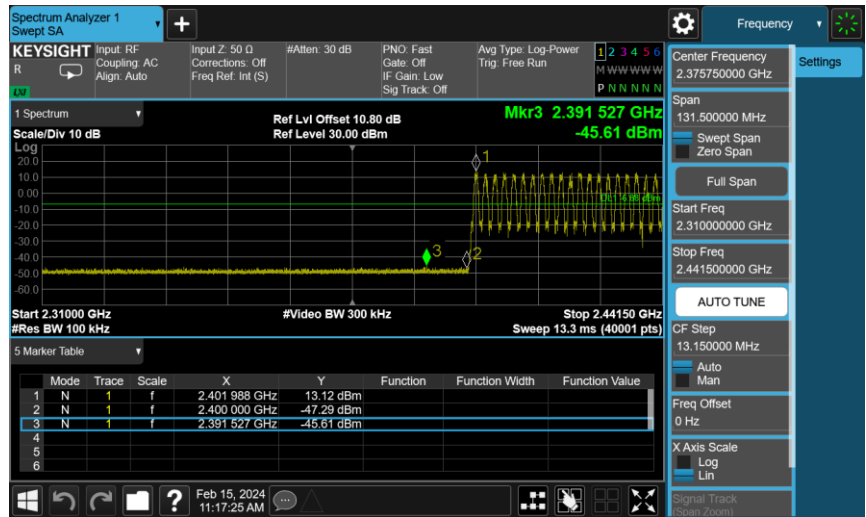 Spectrum Analyzer 1
Swept SA
+
Frequency
KEYSIGHT
R
LXI
Input: RF
Coupling: AC
Align: Auto
Input Z: 50 Ω
Corrections: Off
Freq Ref: Int (S)
#Atten: 30 dB
PNO: Fast
Gate: Off
IF Gain: Low
Sig Track: Off
Avg Type: Log-Power
Trig: Free Run
1 2 3 4 5 6
M W W W W W
P N N N N N
Center Frequency
2.375750000 GHz
Settings
Span
131.500000 MHz
Swept Span
Zero Span
Full Span
Start Freq
2.310000000 GHz
Stop Freq
2.441500000 GHz
AUTO TUNE
CF Step
13.150000 MHz
Auto
Man
Freq Offset
0 Hz
X Axis Scale
Log
Lin
Signal Track
(Span Zoom)
1 Spectrum
Scale/Div 10 dB
Ref Lvl Offset 10.80 dB
Ref Level 30.00 dBm
Mkr3 2.391 527 GHz
-45.61 dBm
Log
20.0
10.0
0.00
-10.0
-20.0
-30.0
-40.0
-50.0
-60.0
1
2
3
Start 2.31000 GHz
#Res BW 100 kHz
#Video BW 300 kHz
Stop 2.44150 GHz
Sweep 13.3 ms (40001 pts)
5 Marker Table
Mode Trace Scale X Y Function Function Width Function Value
1 N 1 f 2.401 988 GHz 13.12 dBm
2 N 1 f 2.400 000 GHz -47.29 dBm
3 N 1 f 2.391 527 GHz -45.61 dBm
4
5
6
?
Feb 15, 2024
11:17:25 AM